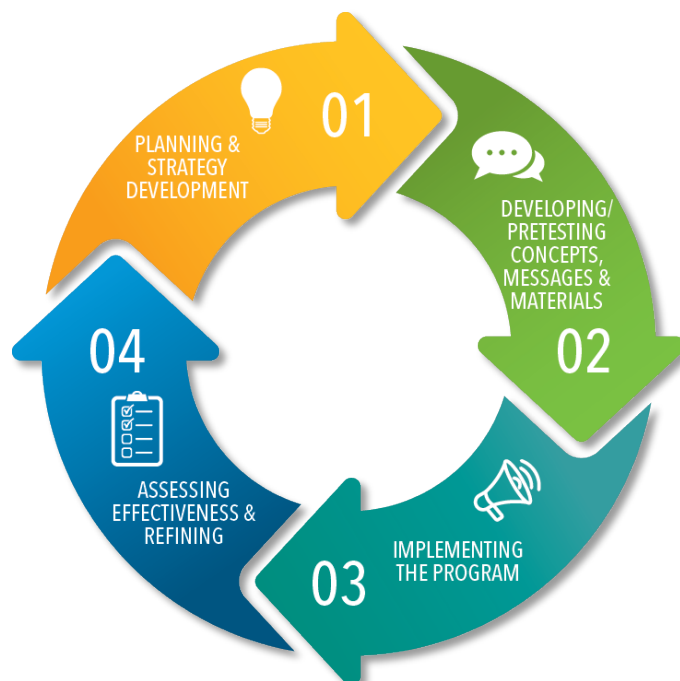 01
PLANNING &
STRATEGY
DEVELOPMENT
DEVELOPING/
PRETESTING
CONCEPTS,
MESSAGES &
MATERIALS
02
IMPLEMENTING
THE PROGRAM
03
04
ASSESSING
EFFECTIVENESS &
REFINING